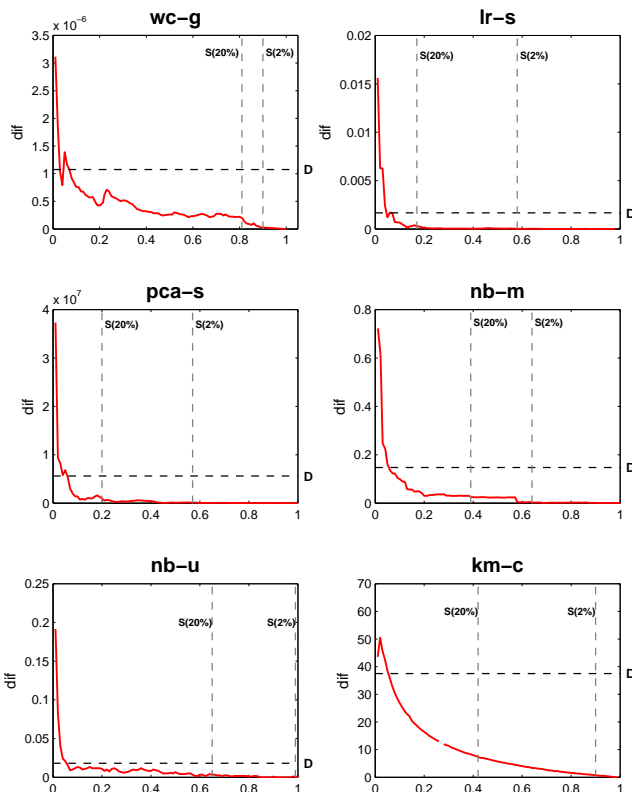 wc-g
x 10^-6
3.5
3
2.5
2
1.5
1
0.5
0
dif
S(20%) S(2%)
D
0 0.2 0.4 0.6 0.8 1
lr-s
0.02
0.015
0.01
0.005
0
dif
S(20%) S(2%)
D
0 0.2 0.4 0.6 0.8 1
pca-s
x 10^7
4
3
2
1
0
dif
S(20%) S(2%)
D
0 0.2 0.4 0.6 0.8 1
nb-m
0.8
0.6
0.4
0.2
0
dif
S(20%) S(2%)
D
0 0.2 0.4 0.6 0.8 1
nb-u
0.25
0.2
0.15
0.1
0.05
0
dif
S(20%) S(2%)
D
0 0.2 0.4 0.6 0.8 1
km-c
70
60
50
40
30
20
10
0
dif
S(20%) S(2%)
D
0 0.2 0.4 0.6 0.8 1